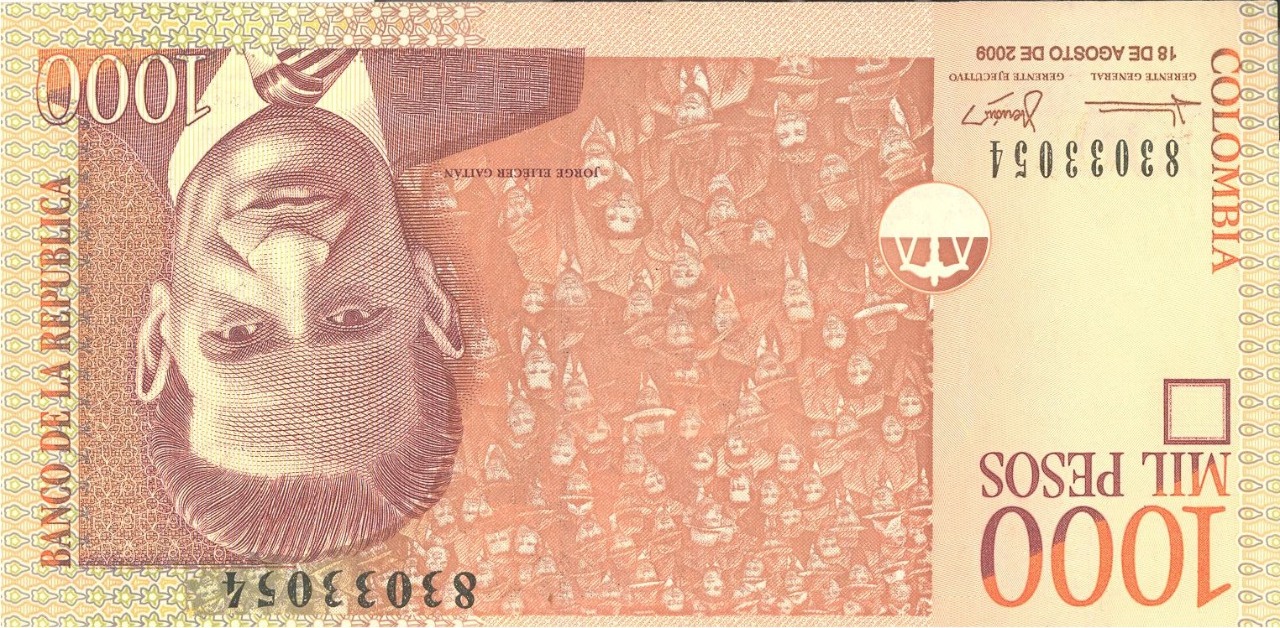 1000
MIL PESOS
83033054
COLOMBIA
83033054
GERENTE GENERAL
GERENTE EJECUTIVO
18 DE AGOSTO DE 2009
JORGE ELIECER GAITÁN
BANCO DE LA REPUBLICA
1000